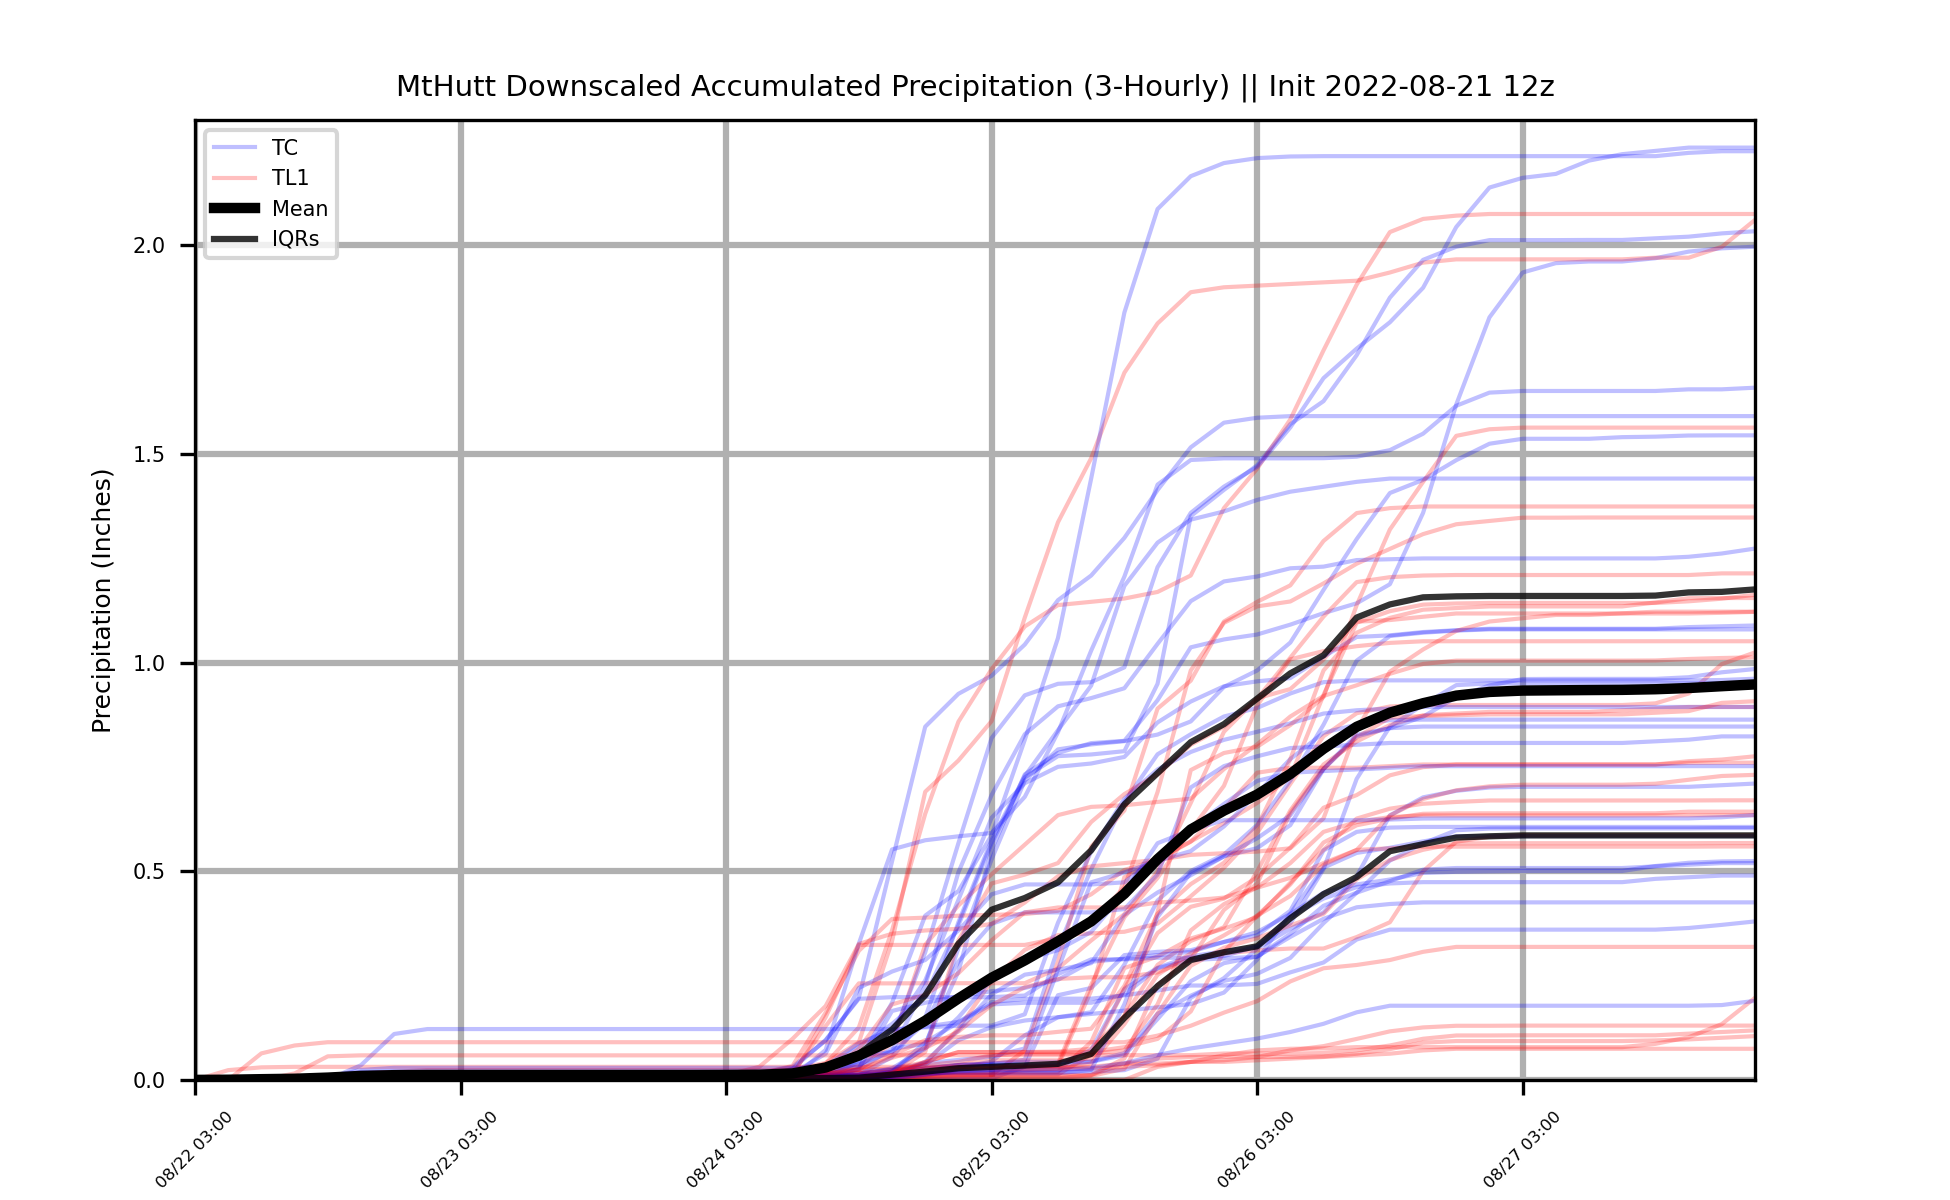 MtHutt Downscaled Accumulated Precipitation (3-Hourly) || Init 2022-08-21 12z
TC
TL1
Mean
IQRs
Precipitation (Inches)
2.0
1.5
1.0
0.5
0.0
08/22 03:00
08/23 03:00
08/24 03:00
08/25 03:00
08/26 03:00
08/27 03:00